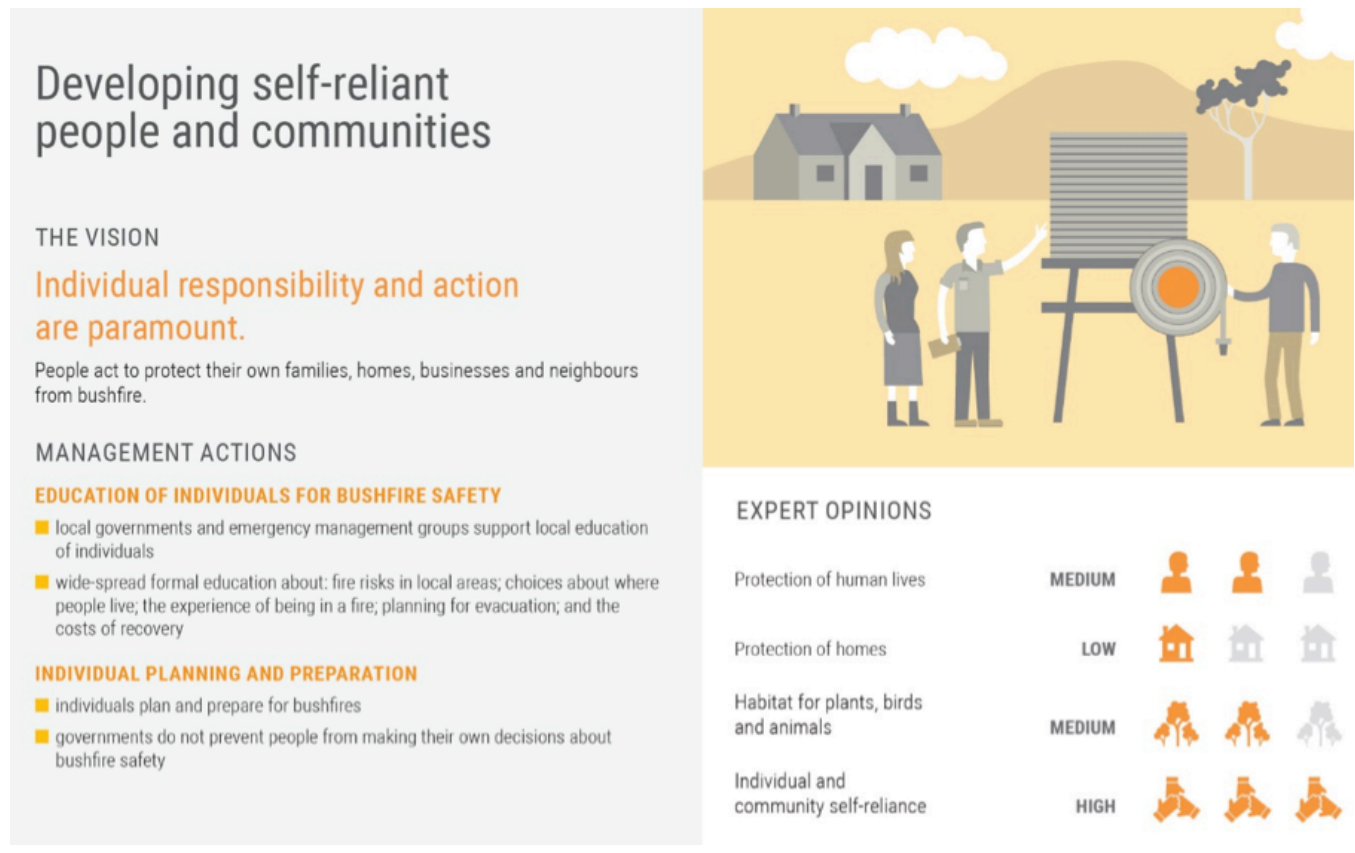 Developing self-reliant
people and communities
THE VISION
Individual responsibility and action
are paramount.
People act to protect their own families, homes, businesses and neighbours
from bushfire.
MANAGEMENT ACTIONS
EDUCATION OF INDIVIDUALS FOR BUSHFIRE SAFETY
local governments and emergency management groups support local education
of individuals
wide-spread formal education about: fire risks in local areas; choices about where
people live; the experience of being in a fire; planning for evacuation; and the
costs of recovery
INDIVIDUAL PLANNING AND PREPARATION
individuals plan and prepare for bushfires
governments do not prevent people from making their own decisions about
bushfire safety
EXPERT OPINIONS
Protection of human lives MEDIUM
Protection of homes LOW
Habitat for plants, birds
and animals MEDIUM
Individual and
community self-reliance HIGH